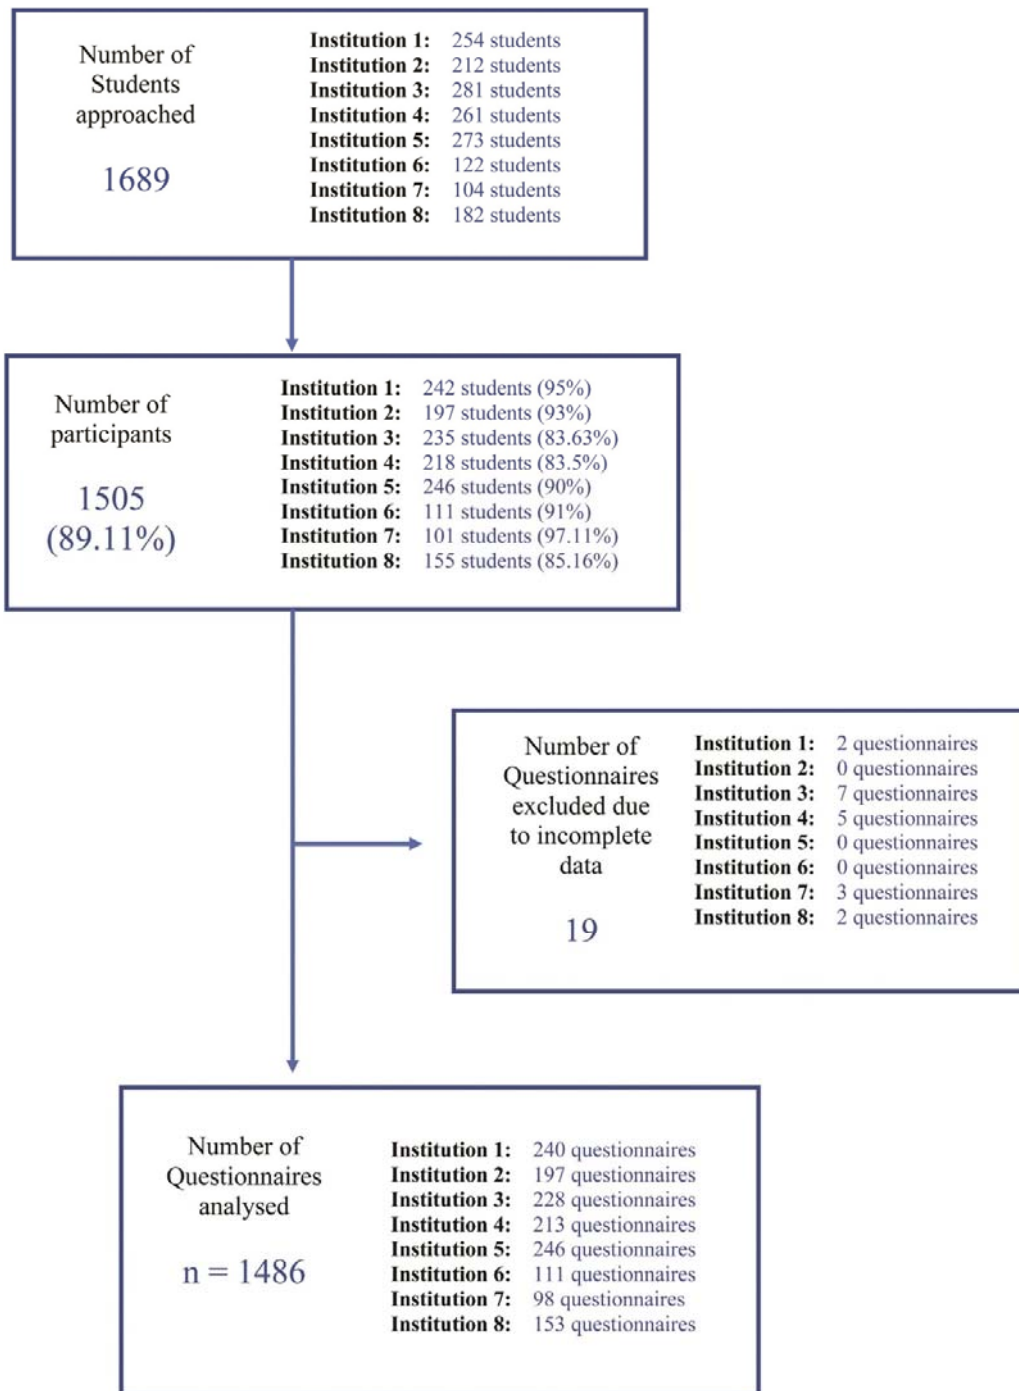 Number of
Students
approached
1689
Institution 1: 254 students
Institution 2: 212 students
Institution 3: 281 students
Institution 4: 261 students
Institution 5: 273 students
Institution 6: 122 students
Institution 7: 104 students
Institution 8: 182 students
Number of
participants
1505
(89.11%)
Institution 1: 242 students (95%)
Institution 2: 197 students (93%)
Institution 3: 235 students (83.63%)
Institution 4: 218 students (83.5%)
Institution 5: 246 students (90%)
Institution 6: 111 students (91%)
Institution 7: 101 students (97.11%)
Institution 8: 155 students (85.16%)
Number of
Questionnaires
excluded due
to incomplete
data
19
Institution 1: 2 questionnaires
Institution 2: 0 questionnaires
Institution 3: 7 questionnaires
Institution 4: 5 questionnaires
Institution 5: 0 questionnaires
Institution 6: 0 questionnaires
Institution 7: 3 questionnaires
Institution 8: 2 questionnaires
Number of
Questionnaires
analysed
n = 1486
Institution 1: 240 questionnaires
Institution 2: 197 questionnaires
Institution 3: 228 questionnaires
Institution 4: 213 questionnaires
Institution 5: 246 questionnaires
Institution 6: 111 questionnaires
Institution 7: 98 questionnaires
Institution 8: 153 questionnaires